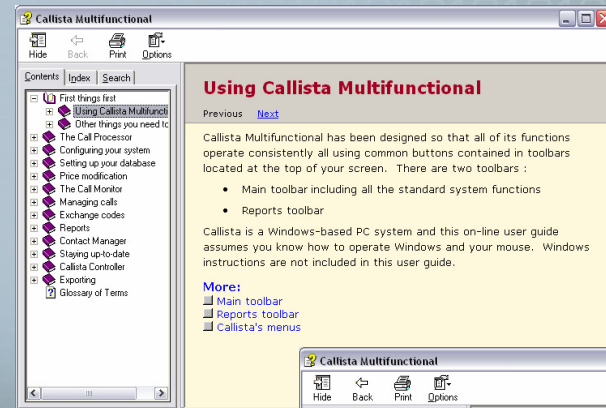 Callista Multifunctional
Hide Back Print Options
Contents Index Search
First things first
Using Callista Multifuncti
Other things you need to
The Call Processor
Configuring your system
Setting up your database
Price modification
The Call Monitor
Managing calls
Exchange codes
Reports
Contact Manager
Staying up-to-date
Callista Controller
Exporting
Glossary of Terms
Using Callista Multifunctional
Previous Next
Callista Multifunctional has been designed so that all of its functions
operate consistently all using common buttons contained in toolbars
located at the top of your screen. There are two toolbars :
• Main toolbar including all the standard system functions
• Reports toolbar
Callista is a Windows-based PC system and this on-line user guide
assumes you know how to operate Windows and your mouse. Windows
instructions are not included in this user guide.
More:
Main toolbar
Reports toolbar
Callista's menus
Callista Multifunctional
Hide Back Print Options